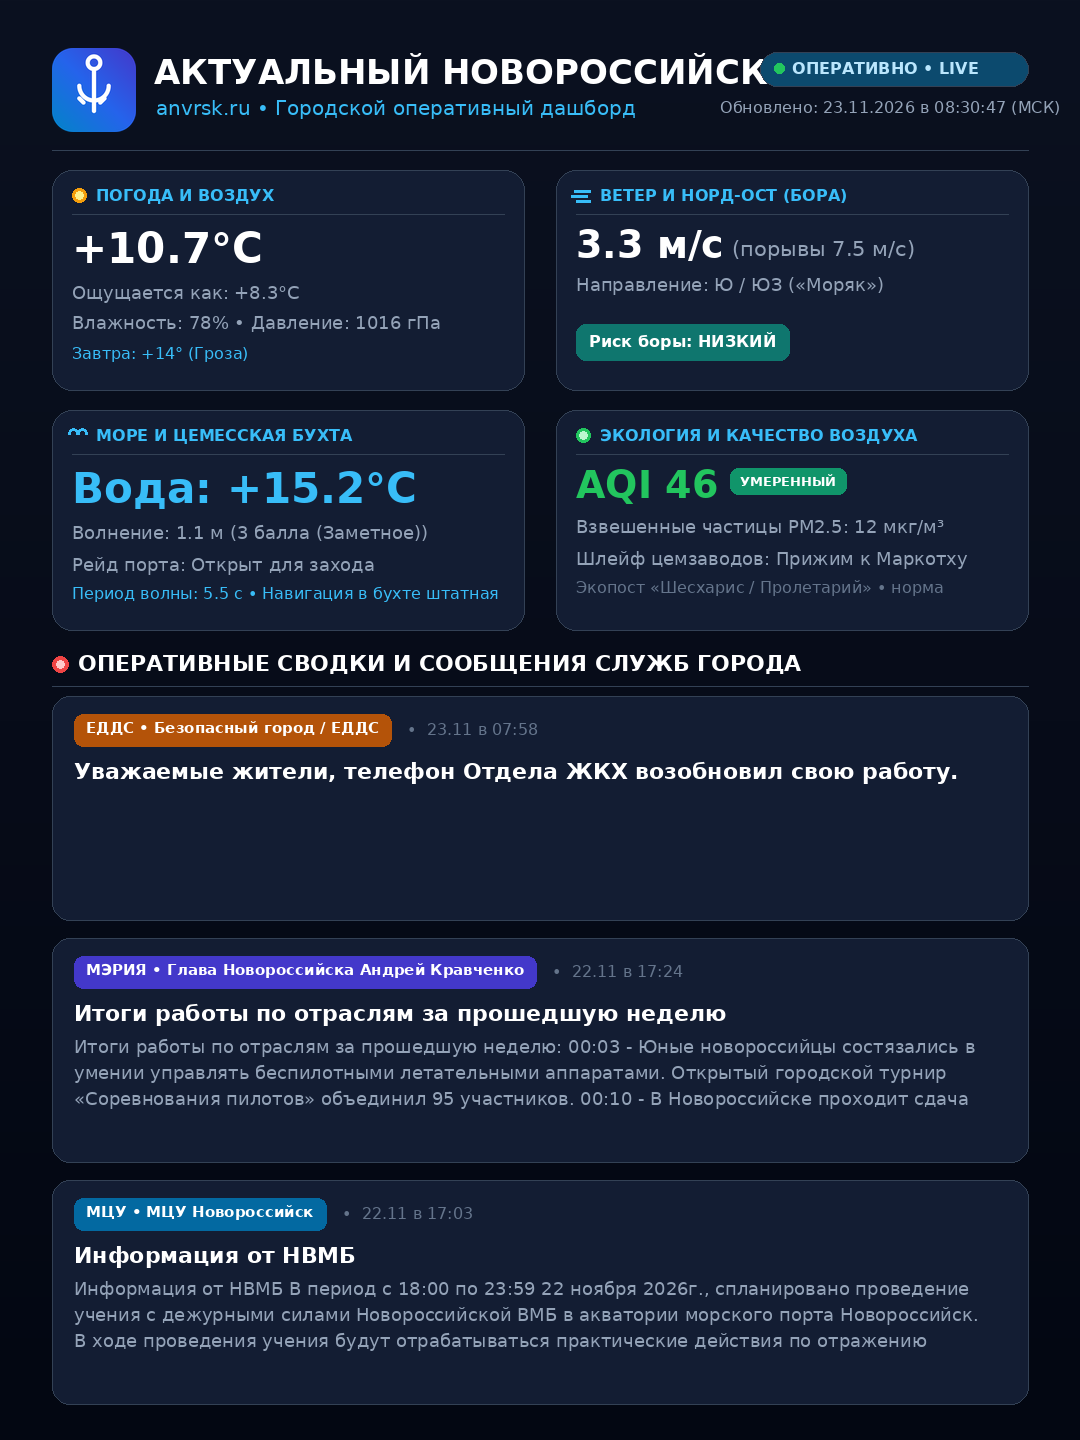 АКТУАЛЬНЫЙ НОВОРОССИЙСК
ОПЕРАТИВНО • LIVE
anvrsk.ru • Городской оперативный дашборд
Обновлено: 23.11.2026 в 08:30:47 (МСК)
ПОГОДА И ВОЗДУХ
+10.7°C
Ощущается как: +8.3°C
Влажность: 78% • Давление: 1016 гПа
Завтра: +14° (Гроза)
ВЕТЕР И НОРД-ОСТ (БОРА)
3.3 м/с (порывы 7.5 м/с)
Направление: Ю / ЮЗ («Моряк»)
Риск боры: НИЗКИЙ
МОРЕ И ЦЕМЕССКАЯ БУХТА
Вода: +15.2°C
Волнение: 1.1 м (3 балла (Заметное))
Рейд порта: Открыт для захода
Период волны: 5.5 с • Навигация в бухте штатная
ЭКОЛОГИЯ И КАЧЕСТВО ВОЗДУХА
AQI 46 УМЕРЕННЫЙ
Взвешенные частицы PM2.5: 12 мкг/м³
Шлейф цемзаводов: Прижим к Маркотху
Экопост «Шесхарис / Пролетарий» • норма
ОПЕРАТИВНЫЕ СВОДКИ И СООБЩЕНИЯ СЛУЖБ ГОРОДА
ЕДДС • Безопасный город / ЕДДС • 23.11 в 07:58
Уважаемые жители, телефон Отдела ЖКХ возобновил свою работу.
МЭРИЯ • Глава Новороссийска Андрей Кравченко • 22.11 в 17:24
Итоги работы по отраслям за прошедшую неделю
Итоги работы по отраслям за прошедшую неделю: 00:03 - Юные новороссийцы состязались в
умении управлять беспилотными летательными аппаратами. Открытый городской турнир
«Соревнования пилотов» объединил 95 участников. 00:10 - В Новороссийске проходит сдача
МЦУ • МЦУ Новороссийск • 22.11 в 17:03
Информация от НВМБ
Информация от НВМБ В период с 18:00 по 23:59 22 ноября 2026г., спланировано проведение
учения с дежурными силами Новороссийской ВМБ в акватории морского порта Новороссийск.
В ходе проведения учения будут отрабатываться практические действия по отражению